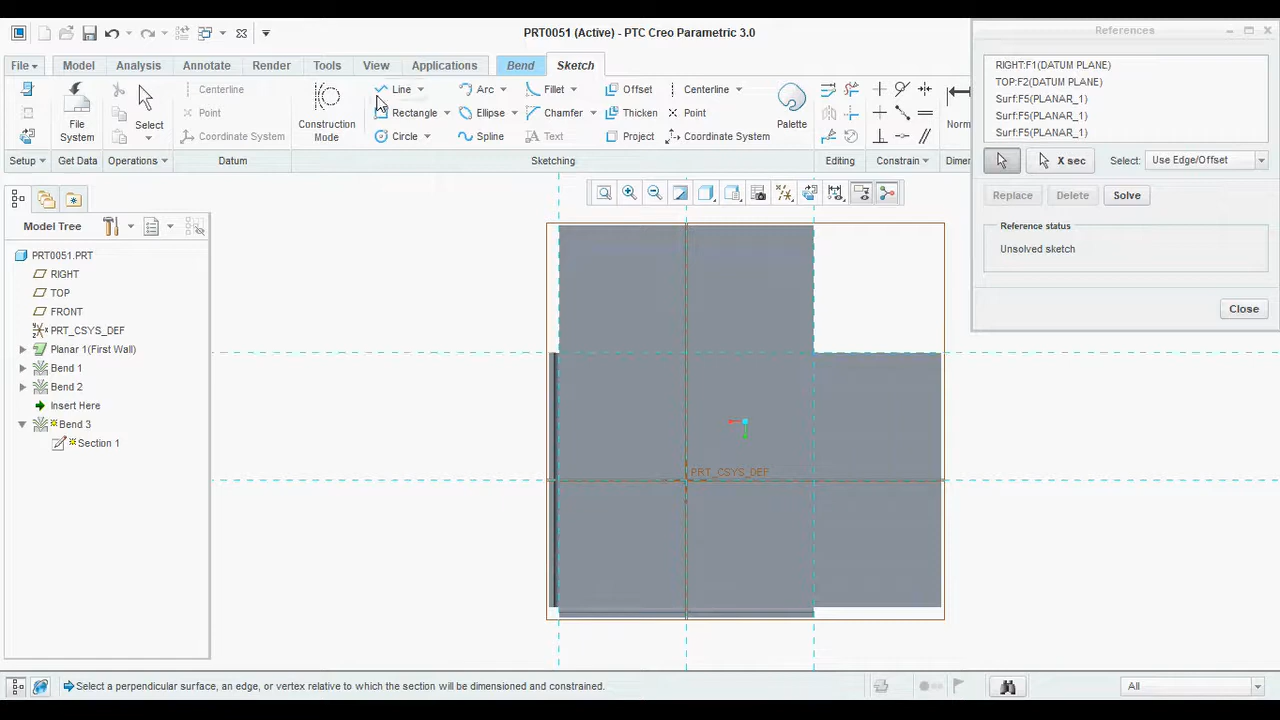 PRT0051 (Active) - PTC Creo Parametric 3.0
File Model Analysis Annotate Render Tools View Applications Bend Sketch
File System
Select
Centerline
Point
Coordinate System
Construction Mode
Line
Rectangle
Circle
Arc
Ellipse
Spline
Fillet
Chamfer
Text
Offset
Thicken
Project
Centerline
Point
Coordinate System
Palette
Norm
Setup Get Data Operations Datum Sketching Editing Constrain Dimen
References
RIGHT:F1(DATUM PLANE)
TOP:F2(DATUM PLANE)
Surf:F5(PLANAR_1)
Surf:F5(PLANAR_1)
Surf:F5(PLANAR_1)
X sec Select: Use Edge/Offset
Replace Delete Solve
Reference status
Unsolved sketch
Close
Model Tree
PRT0051.PRT
RIGHT
TOP
FRONT
PRT_CSYS_DEF
Planar 1(First Wall)
Bend 1
Bend 2
Insert Here
Bend 3
Section 1
PRT_CSYS_DEF
Select a perpendicular surface, an edge, or vertex relative to which the section will be dimensioned and constrained.
All